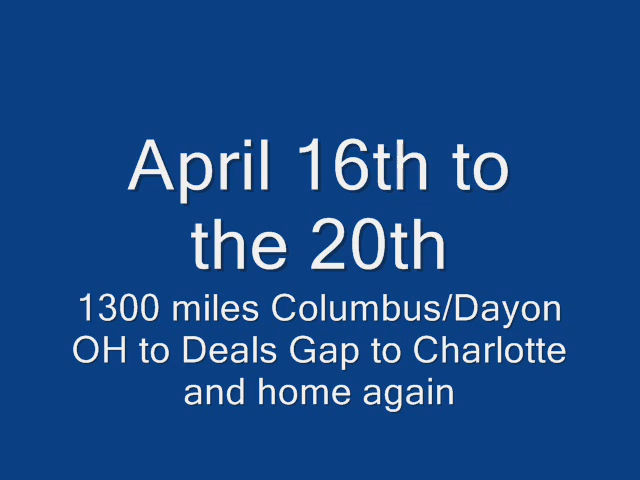 April 16th to
the 20th
1300 miles Columbus/Dayon
OH to Deals Gap to Charlotte
and home again